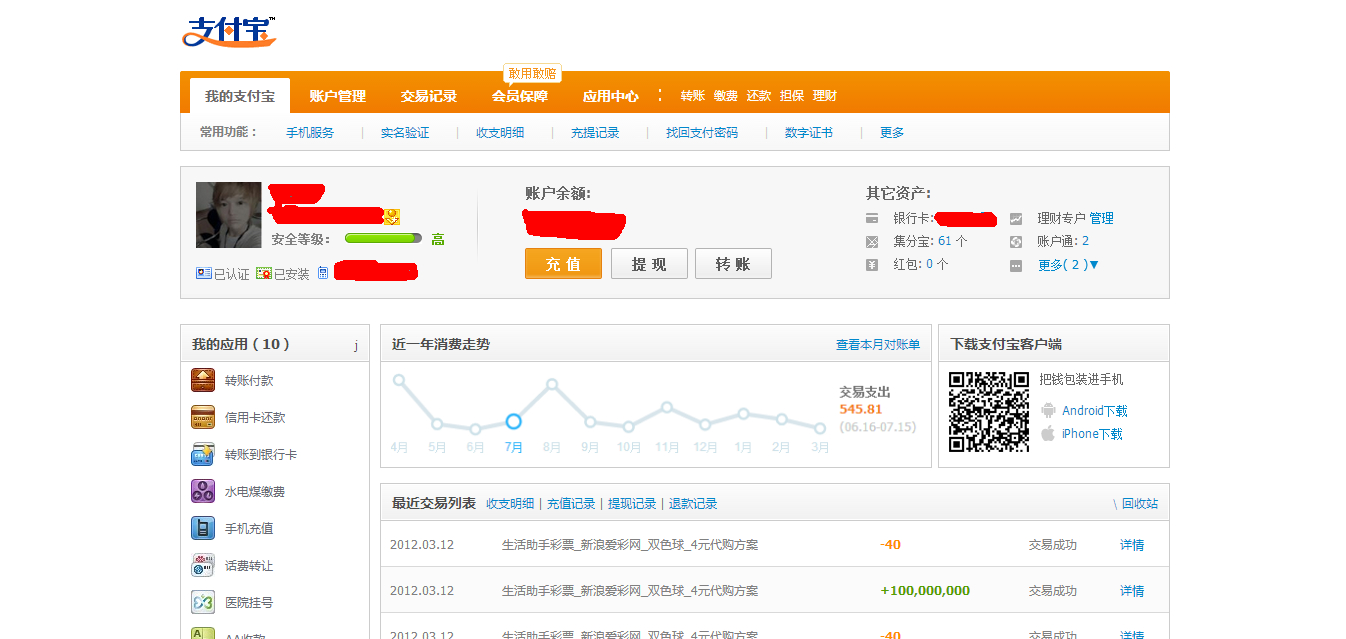 支付宝™
敢用敢赔
我的支付宝 账户管理 交易记录 会员保障 应用中心 : 转账 缴费 还款 担保 理财
常用功能： 手机服务 | 实名验证 | 收支明细 | 充提记录 | 找回支付密码 | 数字证书 | 更多
安全等级： 高
已认证 已安装
账户余额:
充 值 提 现 转 账
其它资产:
银行卡: 理财专户 管理
集分宝: 61 个 账户通: 2
红包: 0 个 更多( 2 )▼
我的应用（ 10 ） j
转账付款
信用卡还款
转账到银行卡
水电煤缴费
手机充值
话费转让
医院挂号
AA收款
近一年消费走势 查看本月对账单
4月 5月 6月 7月 8月 9月 10月 11月 12月 1月 2月 3月
交易支出
545.81
(06.16-07.15)
下载支付宝客户端
把钱包装进手机
Android下载
iPhone下载
最近交易列表 收支明细 | 充值记录 | 提现记录 | 退款记录 \ 回收站
2012.03.12 生活助手彩票_新浪爱彩网_双色球_4元代购方案 -40 交易成功 详情
2012.03.12 生活助手彩票_新浪爱彩网_双色球_4元代购方案 +100,000,000 交易成功 详情
2012.03.12 生活助手彩票_新浪爱彩网_双色球_4元代购方案 -40 交易成功 详情